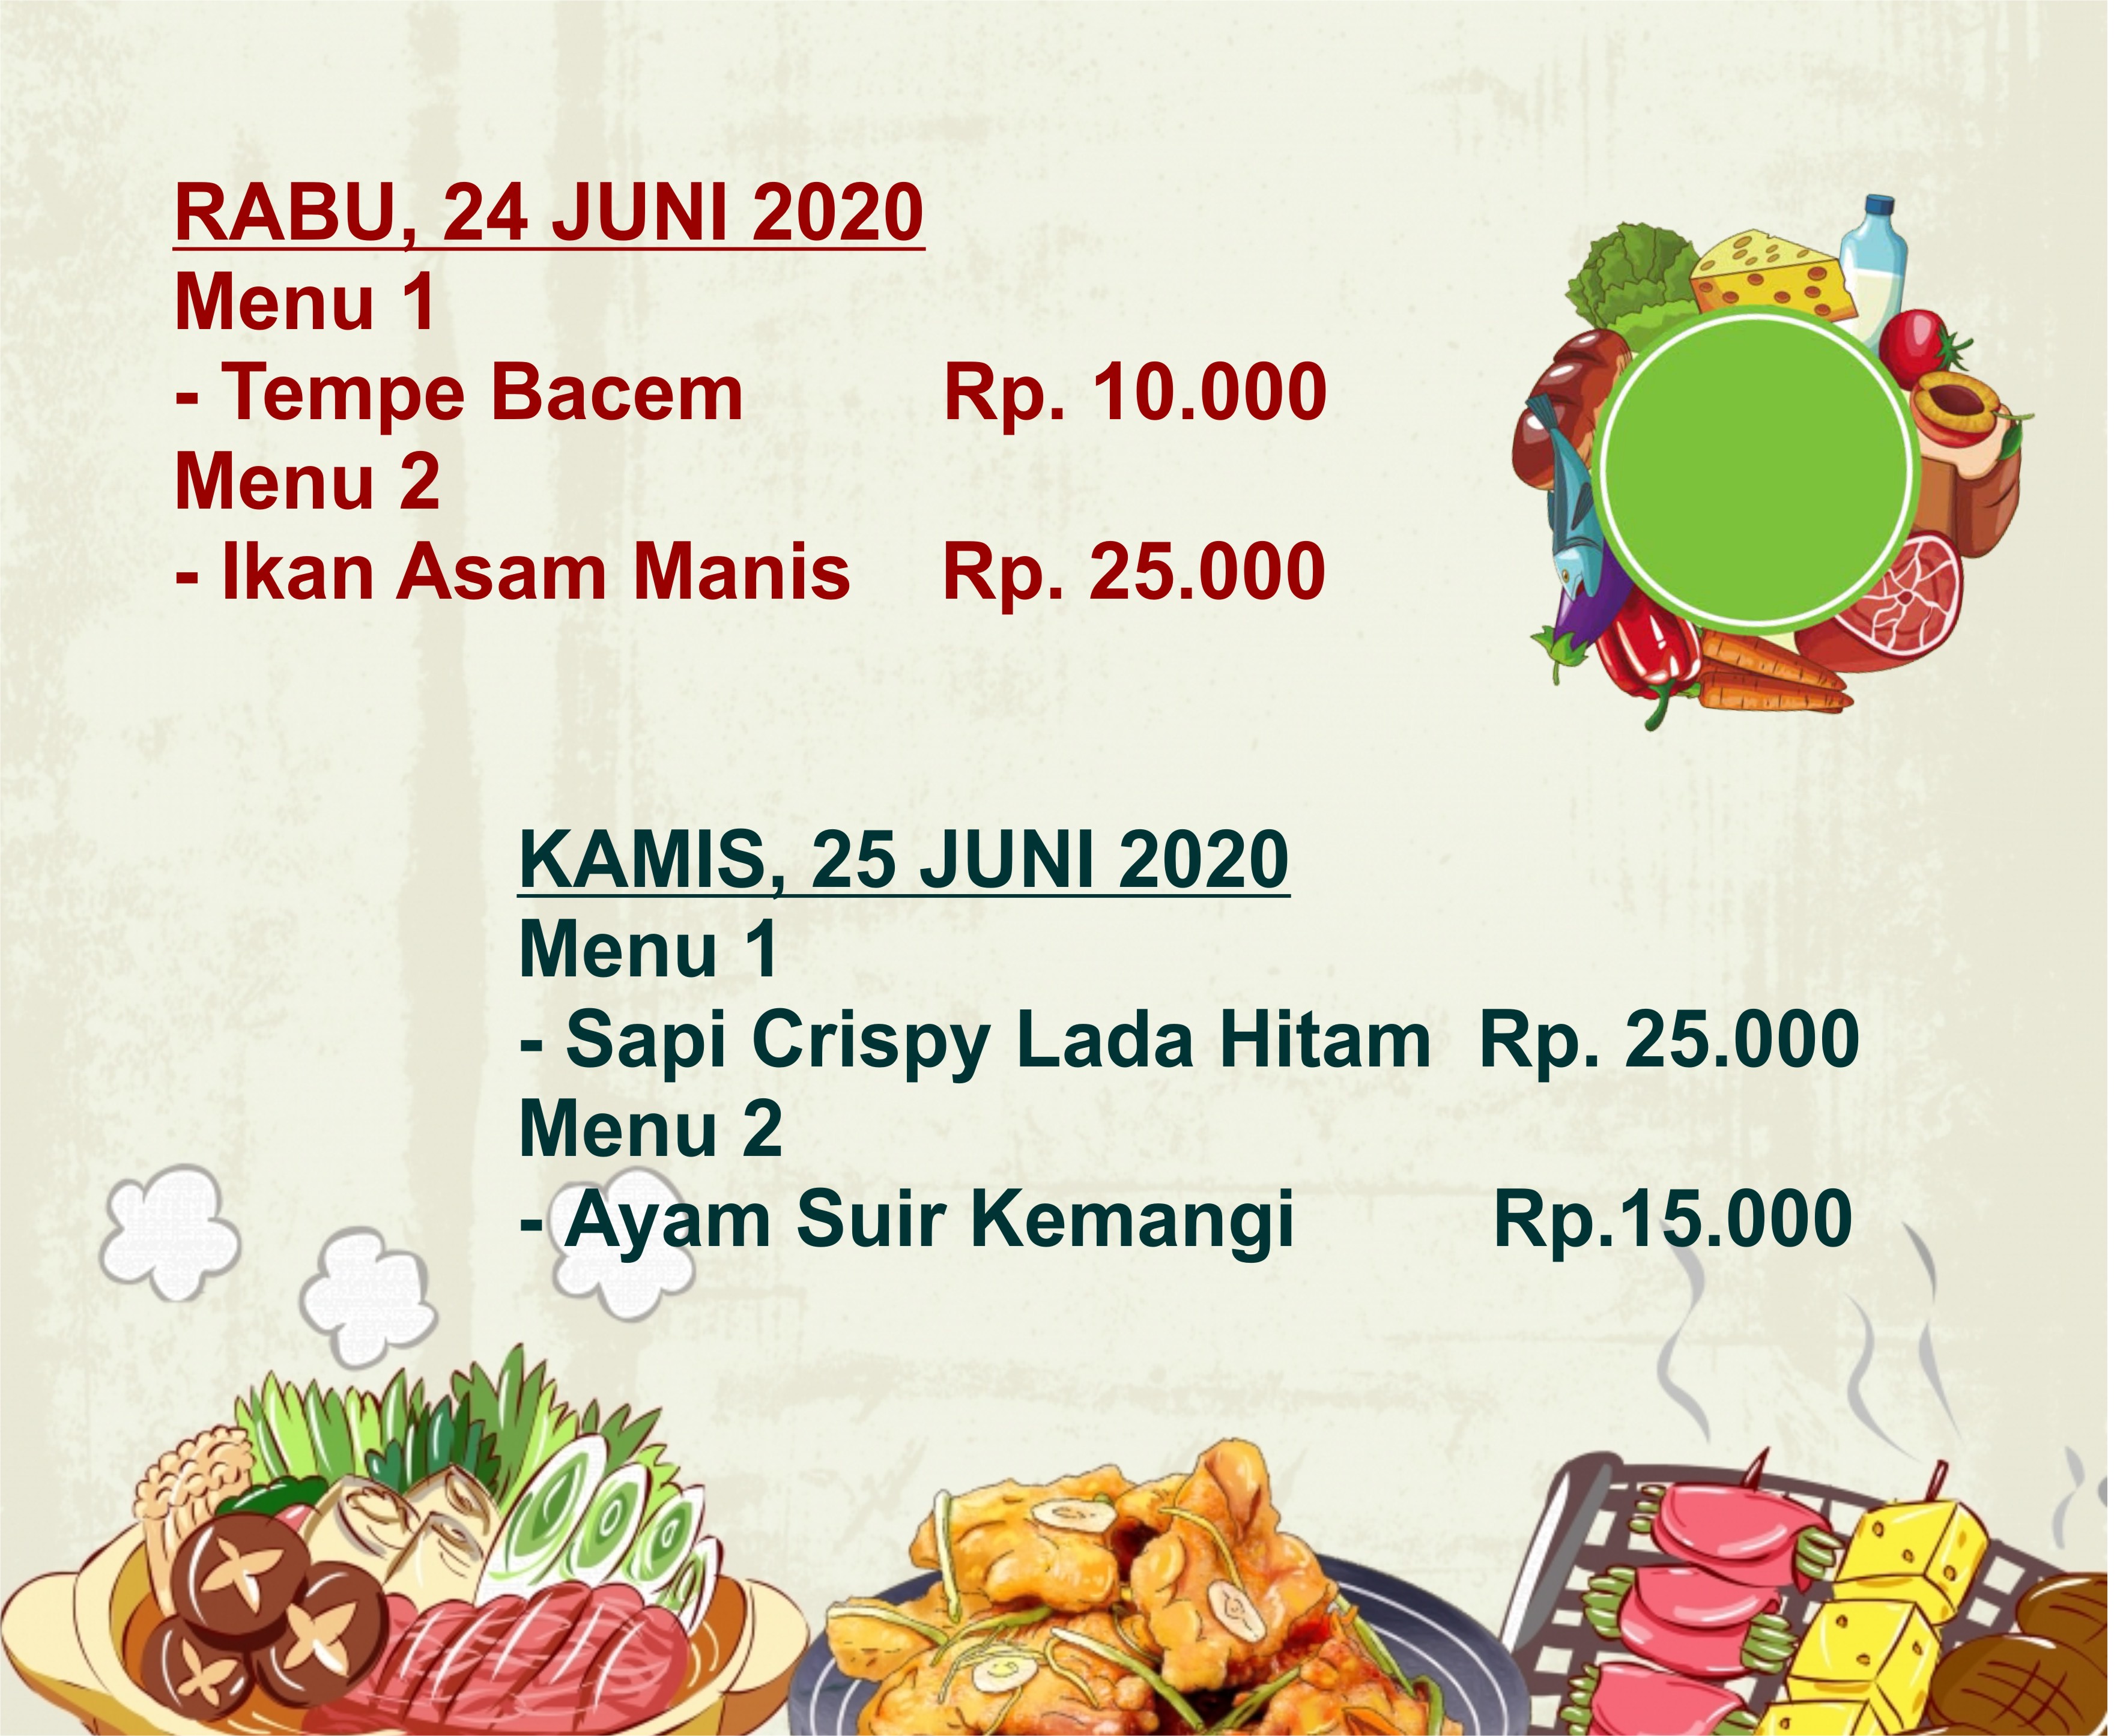 RABU, 24 JUNI 2020
Menu 1
- Tempe Bacem Rp. 10.000
Menu 2
- Ikan Asam Manis Rp. 25.000
KAMIS, 25 JUNI 2020
Menu 1
- Sapi Crispy Lada Hitam Rp. 25.000
Menu 2
- Ayam Suir Kemangi Rp.15.000